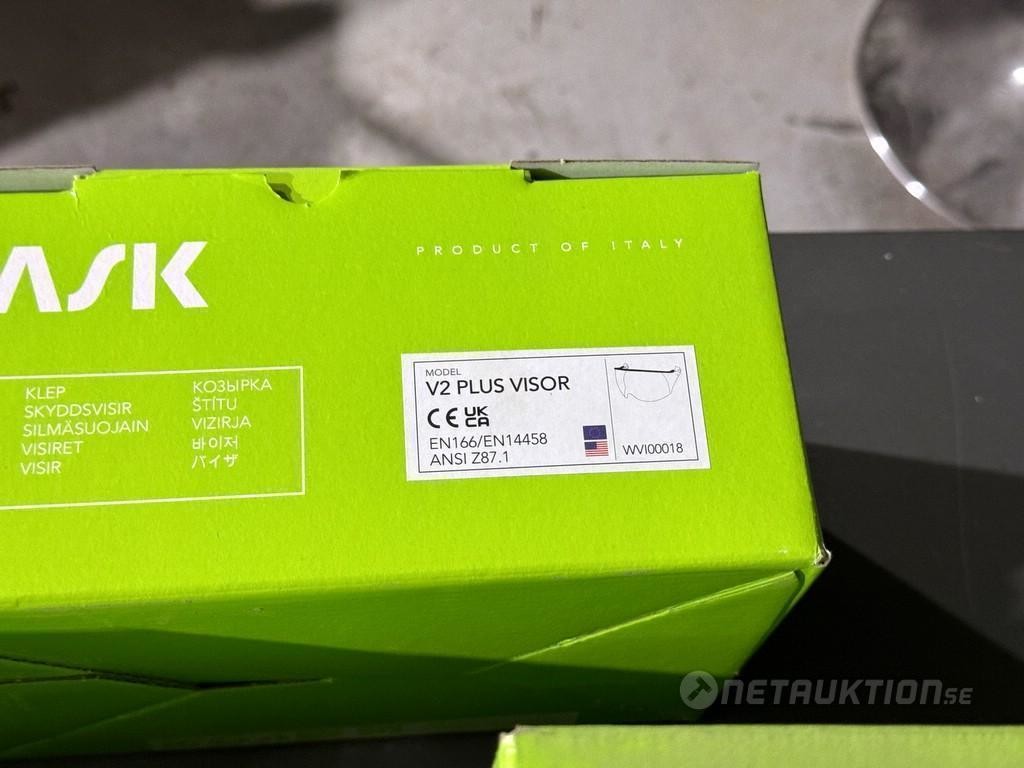 ASK
PRODUCT OF ITALY
KLEP
SKYDDSVISIR
SILMÄSUOJAIN
VISIRET
VISIR
КОЗЫРКА
ŠTÍTU
VIZIRJA
바이저
バイザ
MODEL
V2 PLUS VISOR
CE UK CA
EN166/EN14458
ANSI Z87.1
WVI00018
NETAUKTION.SE